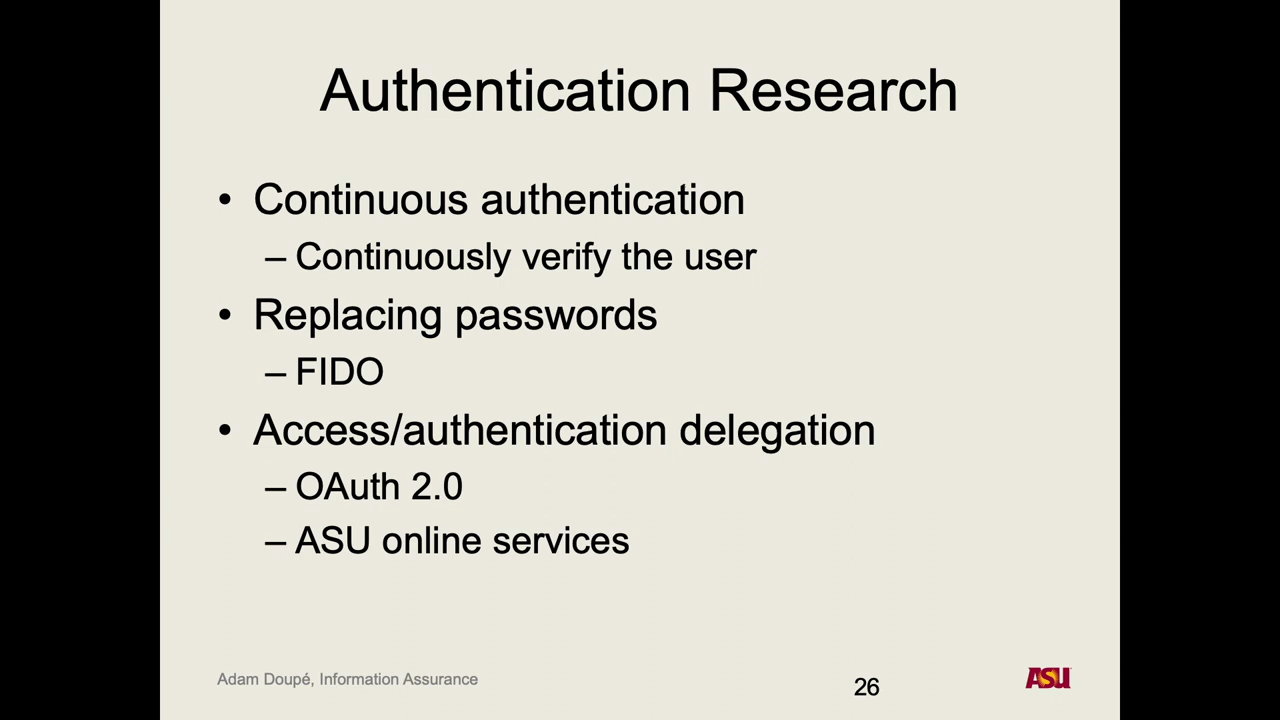 Authentication Research
• Continuous authentication
– Continuously verify the user
• Replacing passwords
– FIDO
• Access/authentication delegation
– OAuth 2.0
– ASU online services
Adam Doupé, Information Assurance
26
ASU